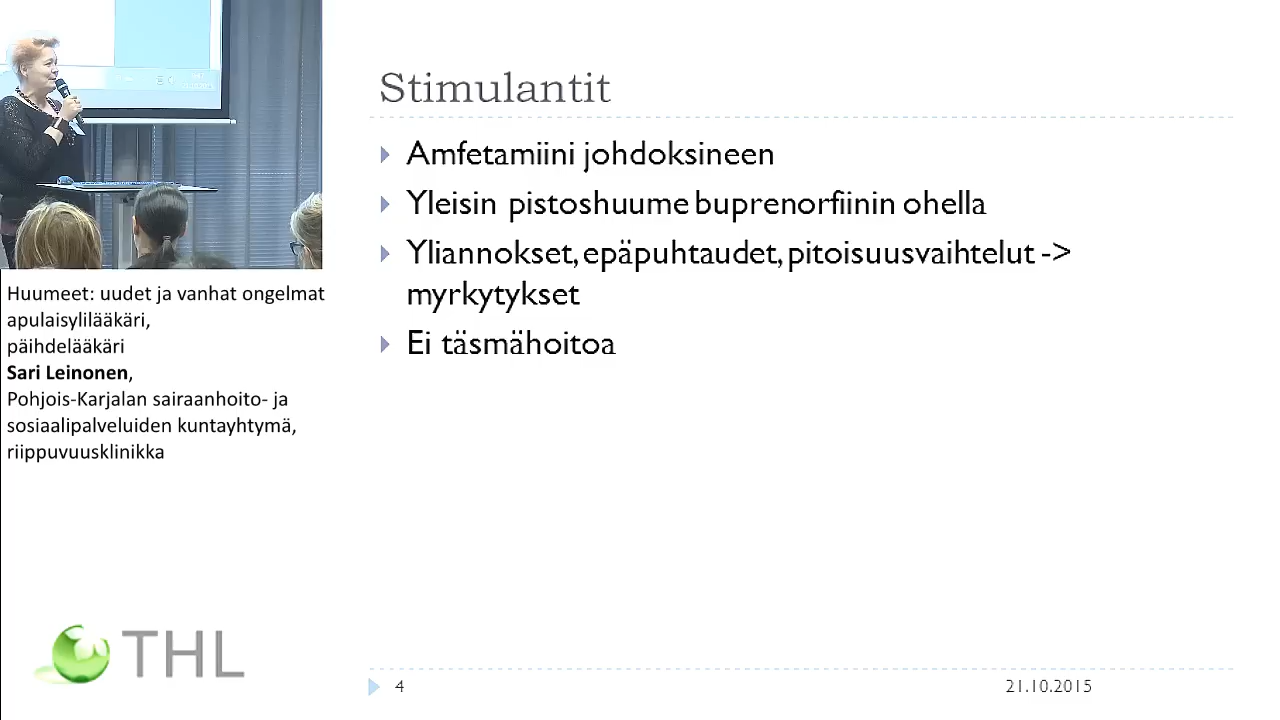 Stimulantit
Amfetamiini johdoksineen
Yleisin pistoshuume buprenorfiinin ohella
Yliannokset, epäpuhtaudet, pitoisuusvaihtelut ->
myrkytykset
Ei täsmähoitoa
Huumeet: uudet ja vanhat ongelmat
apulaisylilääkäri,
päihdelääkäri
Sari Leinonen,
Pohjois-Karjalan sairaanhoito- ja
sosiaalipalveluiden kuntayhtymä,
riippuvuusklinikka
THL
4
21.10.2015